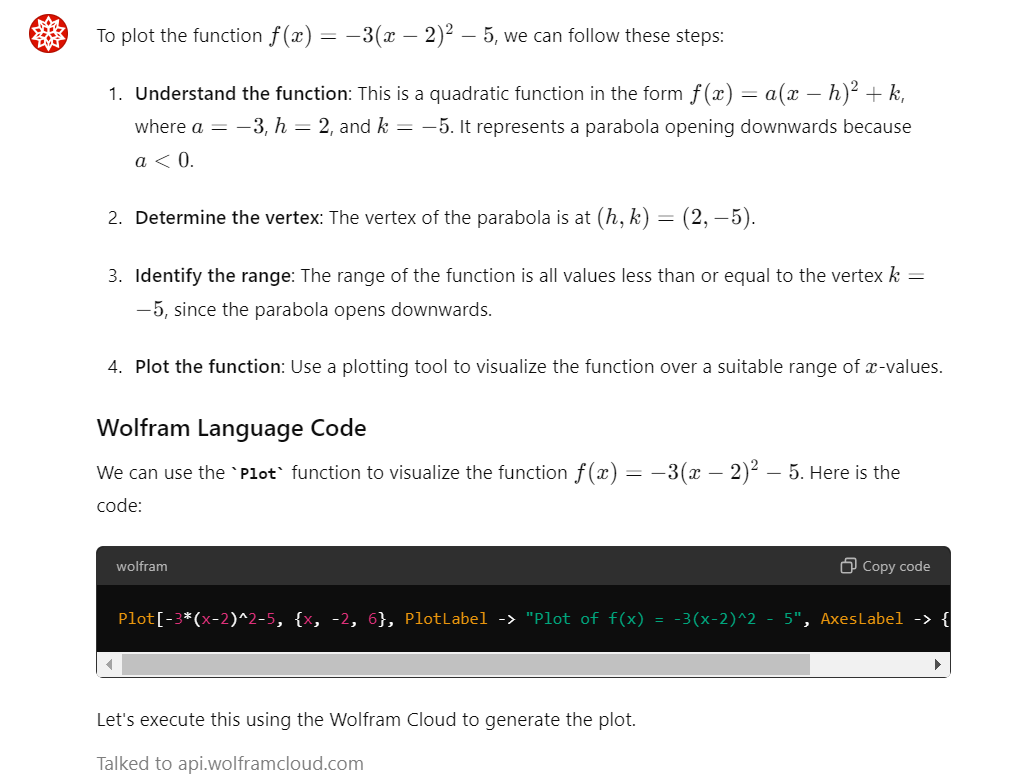 To plot the function f(x) = −3(x − 2)² − 5, we can follow these steps:
1. Understand the function: This is a quadratic function in the form f(x) = a(x − h)² + k,
where a = −3, h = 2, and k = −5. It represents a parabola opening downwards because
a < 0.
2. Determine the vertex: The vertex of the parabola is at (h, k) = (2, −5).
3. Identify the range: The range of the function is all values less than or equal to the vertex k =
−5, since the parabola opens downwards.
4. Plot the function: Use a plotting tool to visualize the function over a suitable range of x-values.
Wolfram Language Code
We can use the `Plot` function to visualize the function f(x) = −3(x − 2)² − 5. Here is the
code:
wolfram Copy code
Plot[-3*(x-2)^2-5, {x, -2, 6}, PlotLabel -> "Plot of f(x) = -3(x-2)^2 - 5", AxesLabel -> {
Let's execute this using the Wolfram Cloud to generate the plot.
Talked to api.wolframcloud.com